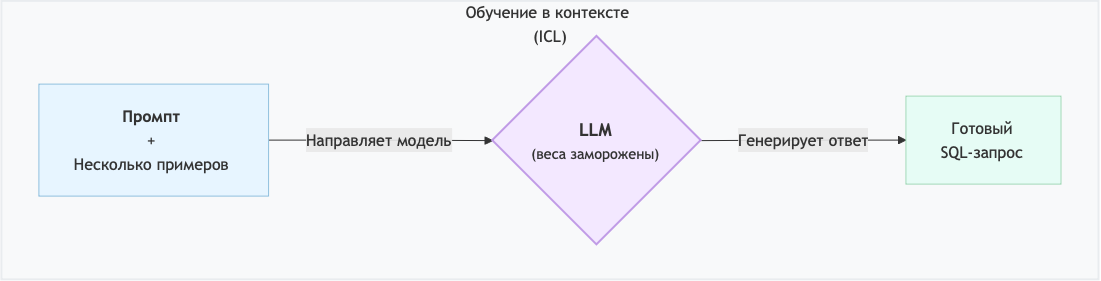 Обучение в контексте
(ICL)
Промпт
+
Несколько примеров
Направляет модель
LLM
(веса заморожены)
Генерирует ответ
Готовый
SQL-запрос